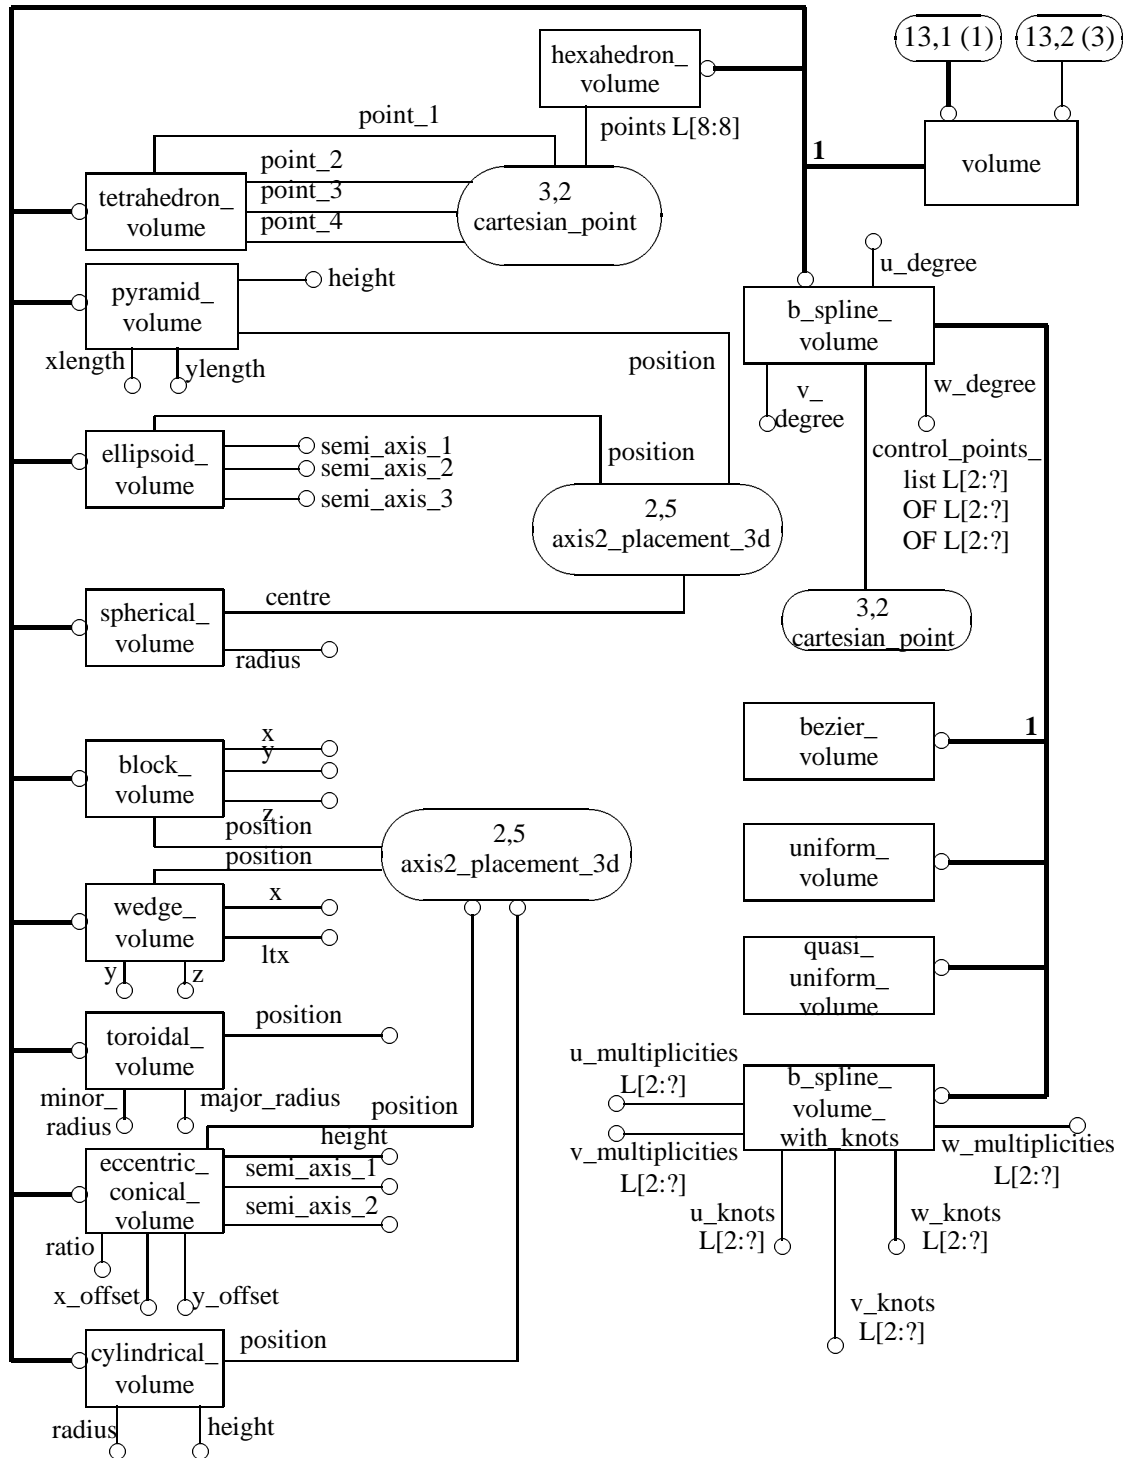 13,1 (1)
13,2 (3)
hexahedron_
volume
points L[8:8]
1
volume
point_1
point_2
point_3
point_4
tetrahedron_
volume
3,2
cartesian_point
pyramid_
volume
height
xlength
ylength
position
u_degree
b_spline_
volume
v_
degree
w_degree
control_points_
list L[2:?]
OF L[2:?]
OF L[2:?]
ellipsoid_
volume
semi_axis_1
semi_axis_2
semi_axis_3
position
2,5
axis2_placement_3d
3,2
cartesian_point
spherical_
volume
centre
radius
bezier_
volume
1
block_
volume
x
y
z
position
position
2,5
axis2_placement_3d
uniform_
volume
wedge_
volume
x
ltx
y
z
quasi_
uniform_
volume
toroidal_
volume
position
minor_
radius
major_radius
position
u_multiplicities
L[2:?]
b_spline_
volume_
with_knots
v_multiplicities
L[2:?]
w_multiplicities
L[2:?]
u_knots
L[2:?]
w_knots
L[2:?]
v_knots
L[2:?]
eccentric_
conical_
volume
height
semi_axis_1
semi_axis_2
ratio
x_offset
y_offset
cylindrical_
volume
position
radius
height